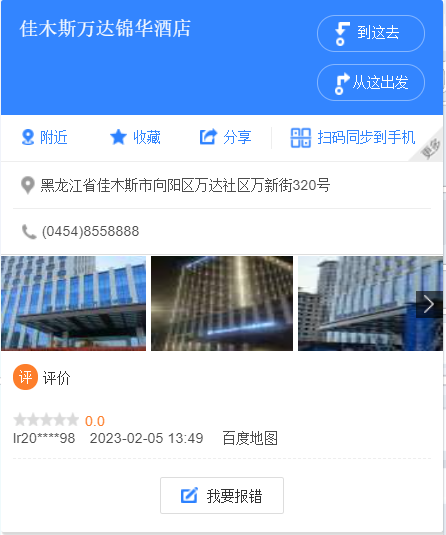 佳木斯万达锦华酒店
到这去
从这出发
附近 收藏 分享 扫码同步到手机
更多
黑龙江省佳木斯市向阳区万达社区万新街320号
(0454)8558888
评 评价
0.0
lr20****98 2023-02-05 13:49 百度地图
我要报错